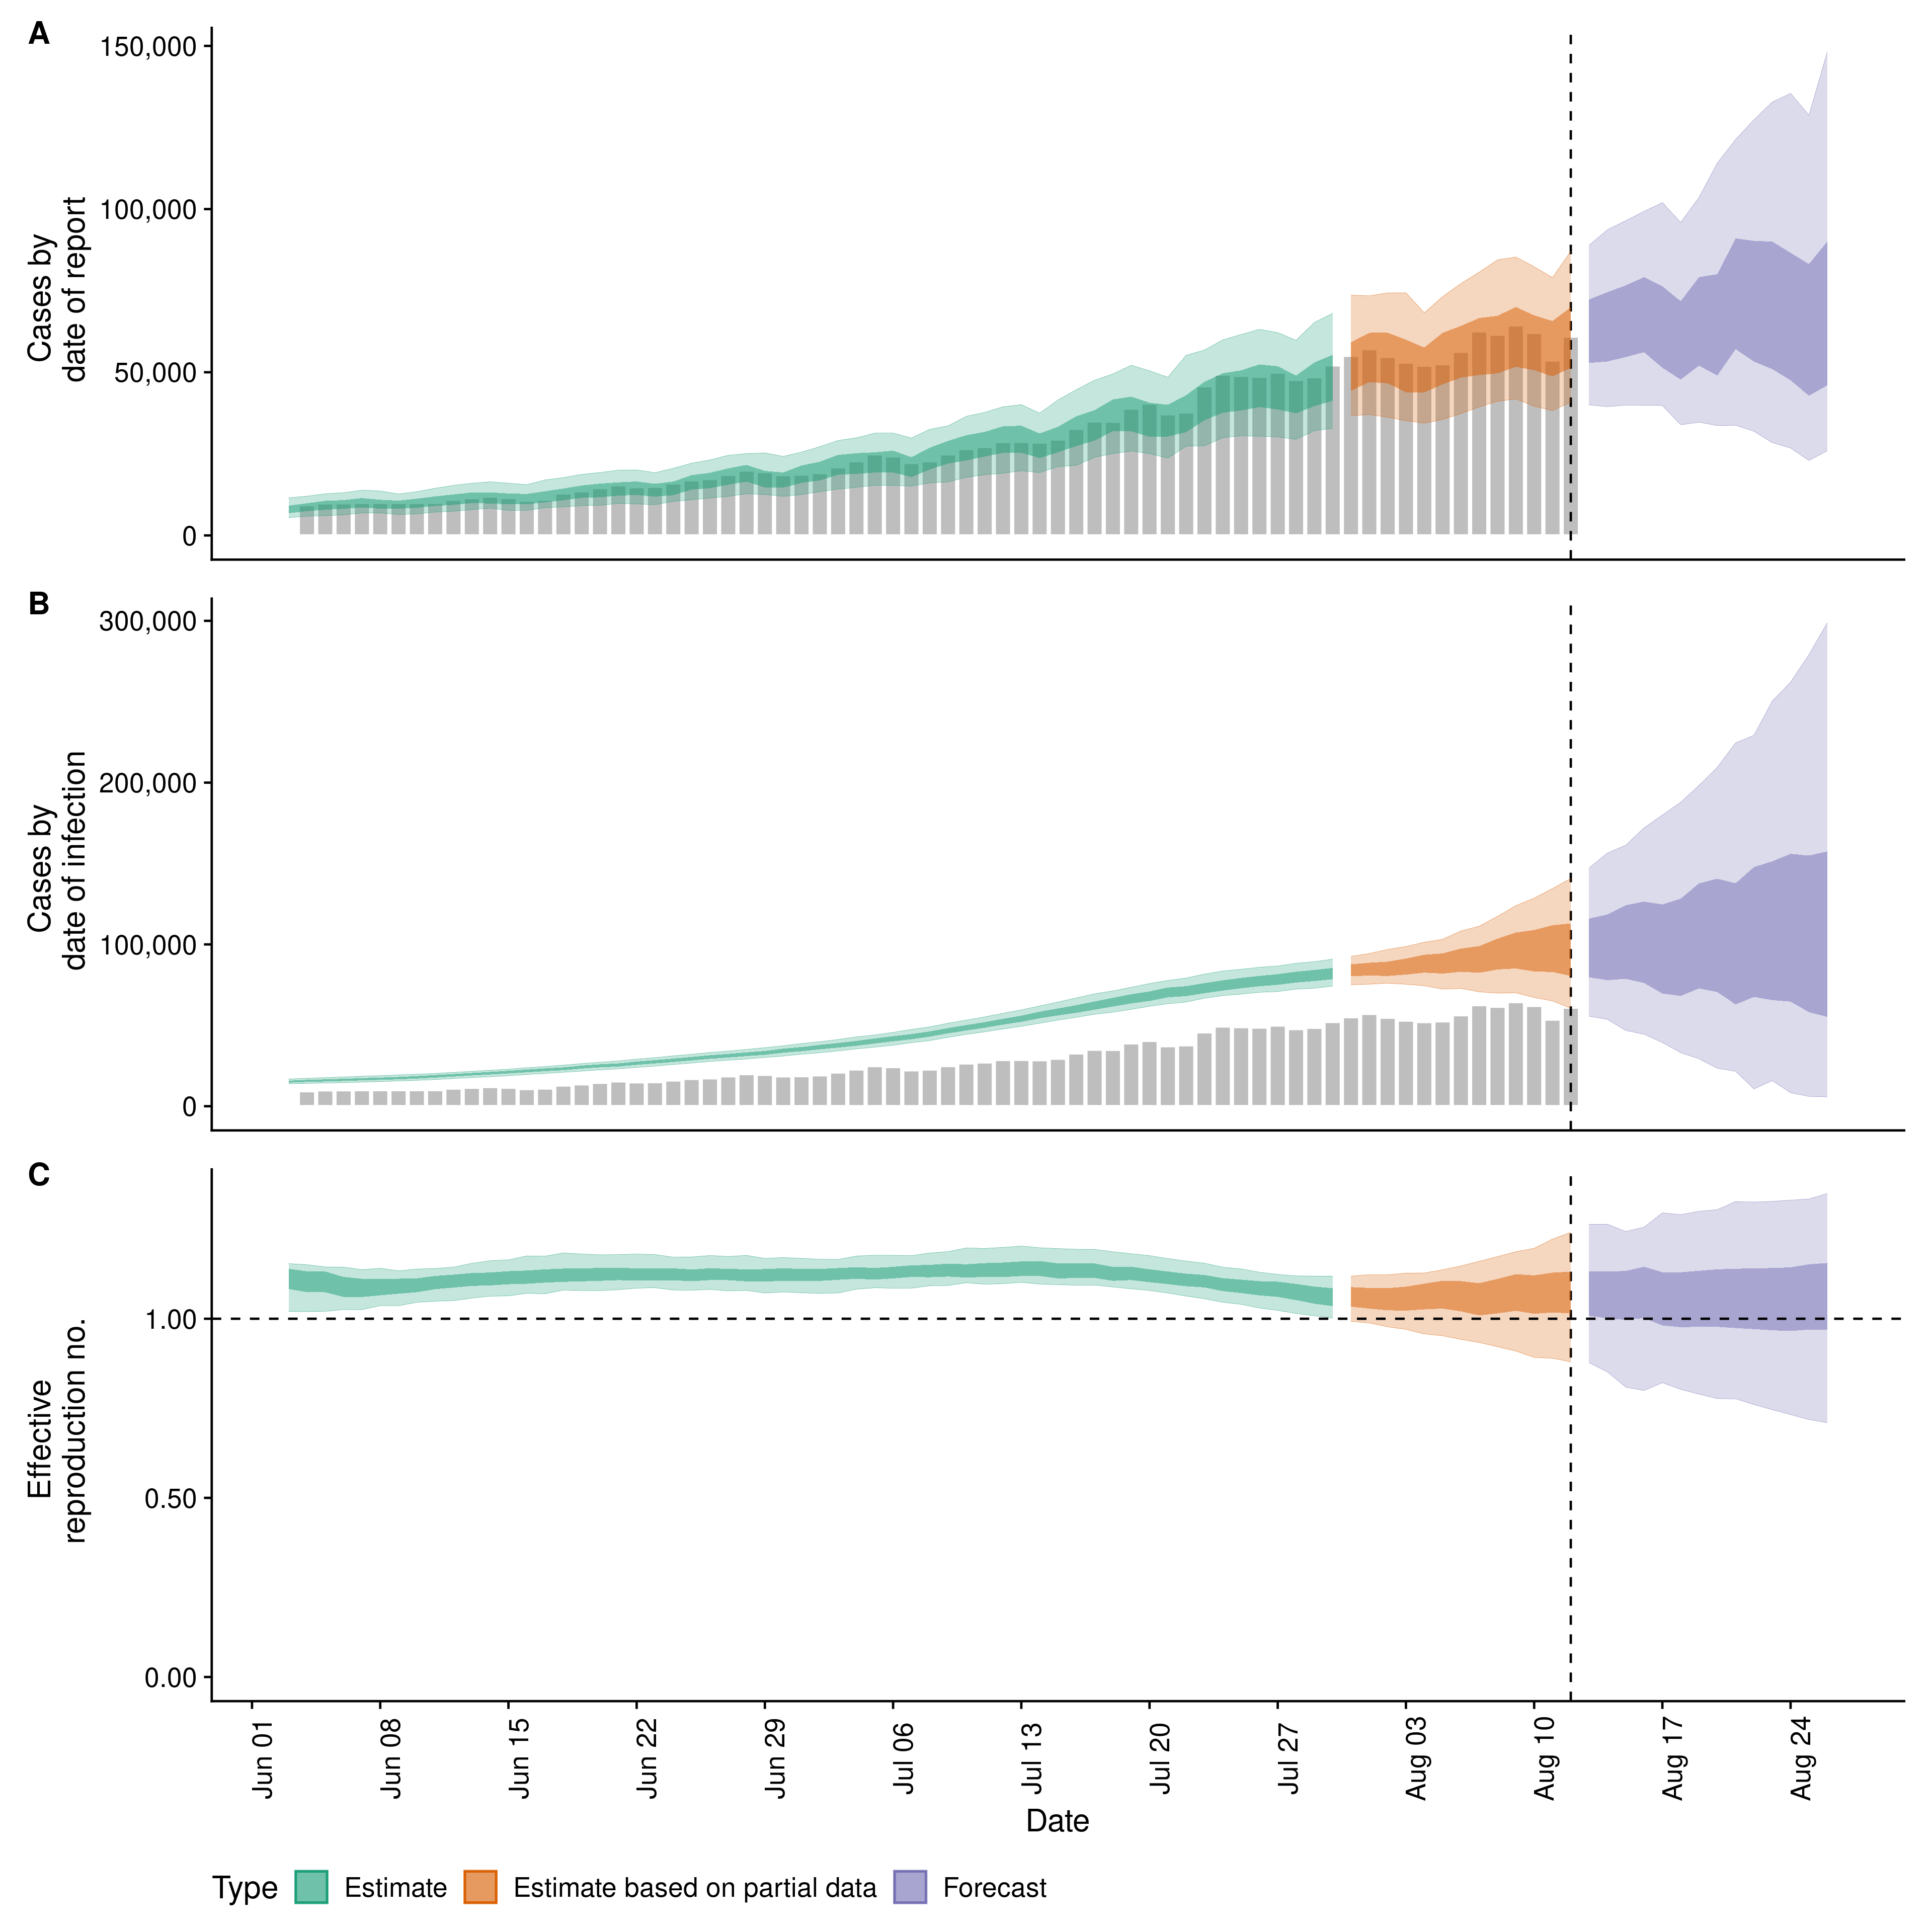 A
150,000
100,000
50,000
0
Cases by
date of report
B
300,000
200,000
100,000
0
Cases by
date of infection
C
1.00
0.50
0.00
Effective
reproduction no.
Jun 01
Jun 08
Jun 15
Jun 22
Jun 29
Jul 06
Jul 13
Jul 20
Jul 27
Aug 03
Aug 10
Aug 17
Aug 24
Date
Type Estimate Estimate based on partial data Forecast